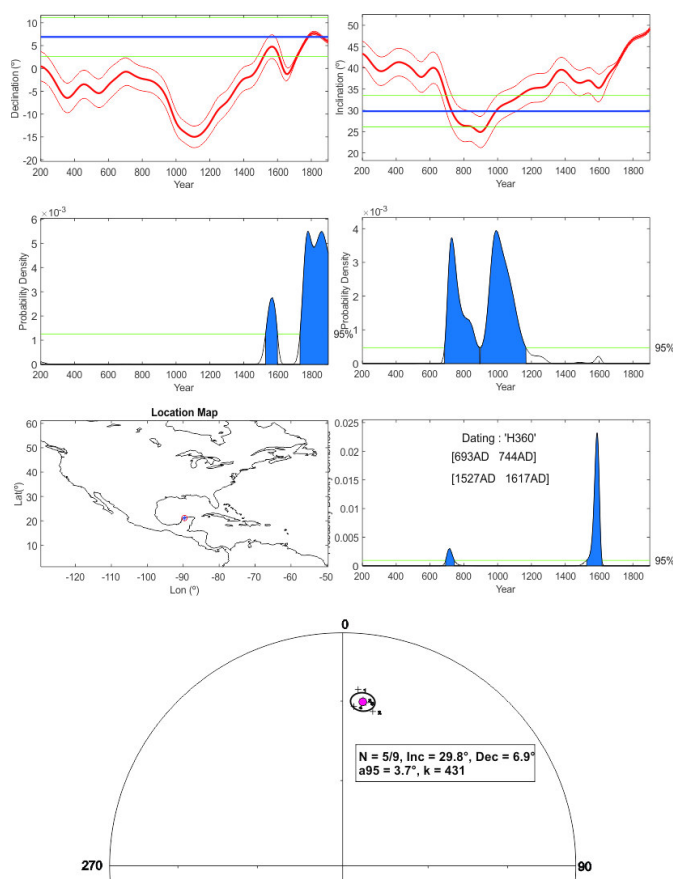 10
5
0
-5
-10
-15
-20
Declination (º)
200 400 600 800 1000 1200 1400 1600 1800
Year
50
45
40
35
30
25
20
Inclination (º)
200 400 600 800 1000 1200 1400 1600 1800
Year
×10-3
6
5
4
3
2
1
0
Probability Density
95%
200 400 600 800 1000 1200 1400 1600 1800
Year
×10-3
4
3
2
1
0
Probability Density
95%
200 400 600 800 1000 1200 1400 1600 1800
Year
Location Map
60
50
40
30
20
10
Lat(º)
-120 -110 -100 -90 -80 -70 -60 -50
Lon (º)
0.025
0.02
0.015
0.01
0.005
0
Dating : 'H360'
[693AD 744AD]
[1527AD 1617AD]
95%
200 400 600 800 1000 1200 1400 1600 1800
Year
0
N = 5/9, Inc = 29.8°, Dec = 6.9°
a95 = 3.7°, k = 431
270
90